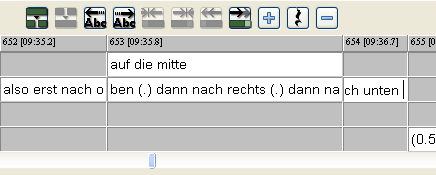 Abc Abc
652 [09:35.2] 653 [09:35.8] 654 [09:36.7] 655 [0
auf die mitte
also erst nach o ben (.) dann nach rechts (.) dann na ch unten
(0.5